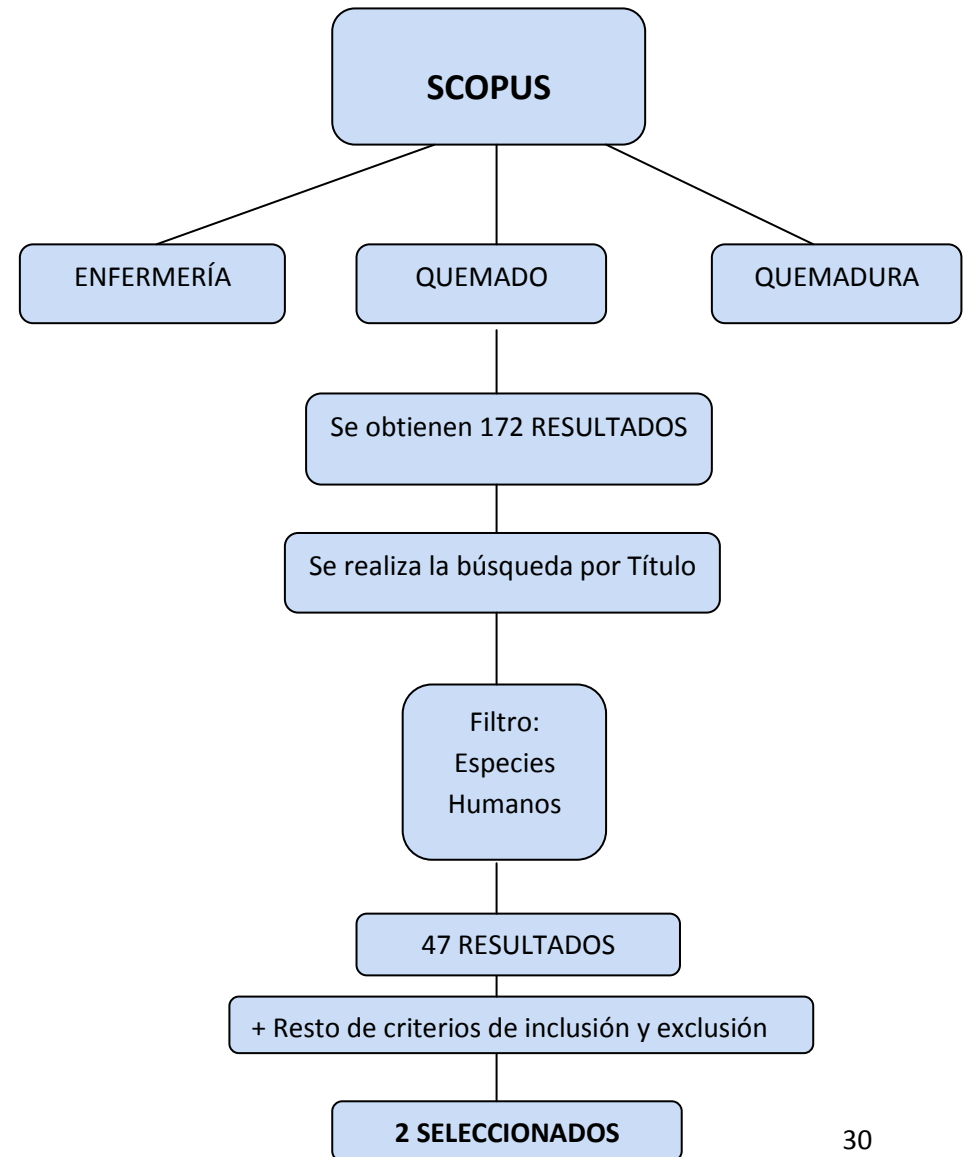 SCOPUS
ENFERMERÍA
QUEMADO
QUEMADURA
Se obtienen 172 RESULTADOS
Se realiza la búsqueda por Título
Filtro:
Especies
Humanos
47 RESULTADOS
+ Resto de criterios de inclusión y exclusión
2 SELECCIONADOS
30